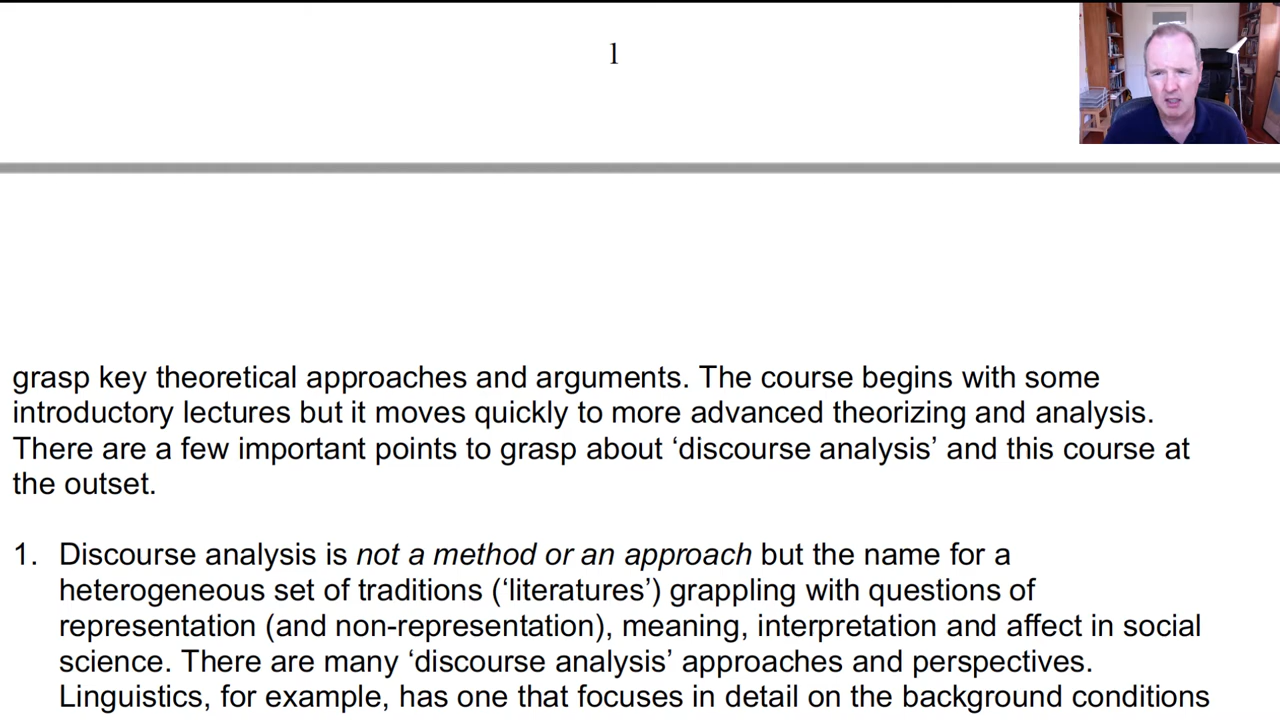 1
grasp key theoretical approaches and arguments. The course begins with some
introductory lectures but it moves quickly to more advanced theorizing and analysis.
There are a few important points to grasp about ‘discourse analysis’ and this course at
the outset.
1. Discourse analysis is not a method or an approach but the name for a
heterogeneous set of traditions (‘literatures’) grappling with questions of
representation (and non-representation), meaning, interpretation and affect in social
science. There are many ‘discourse analysis’ approaches and perspectives.
Linguistics, for example, has one that focuses in detail on the background conditions